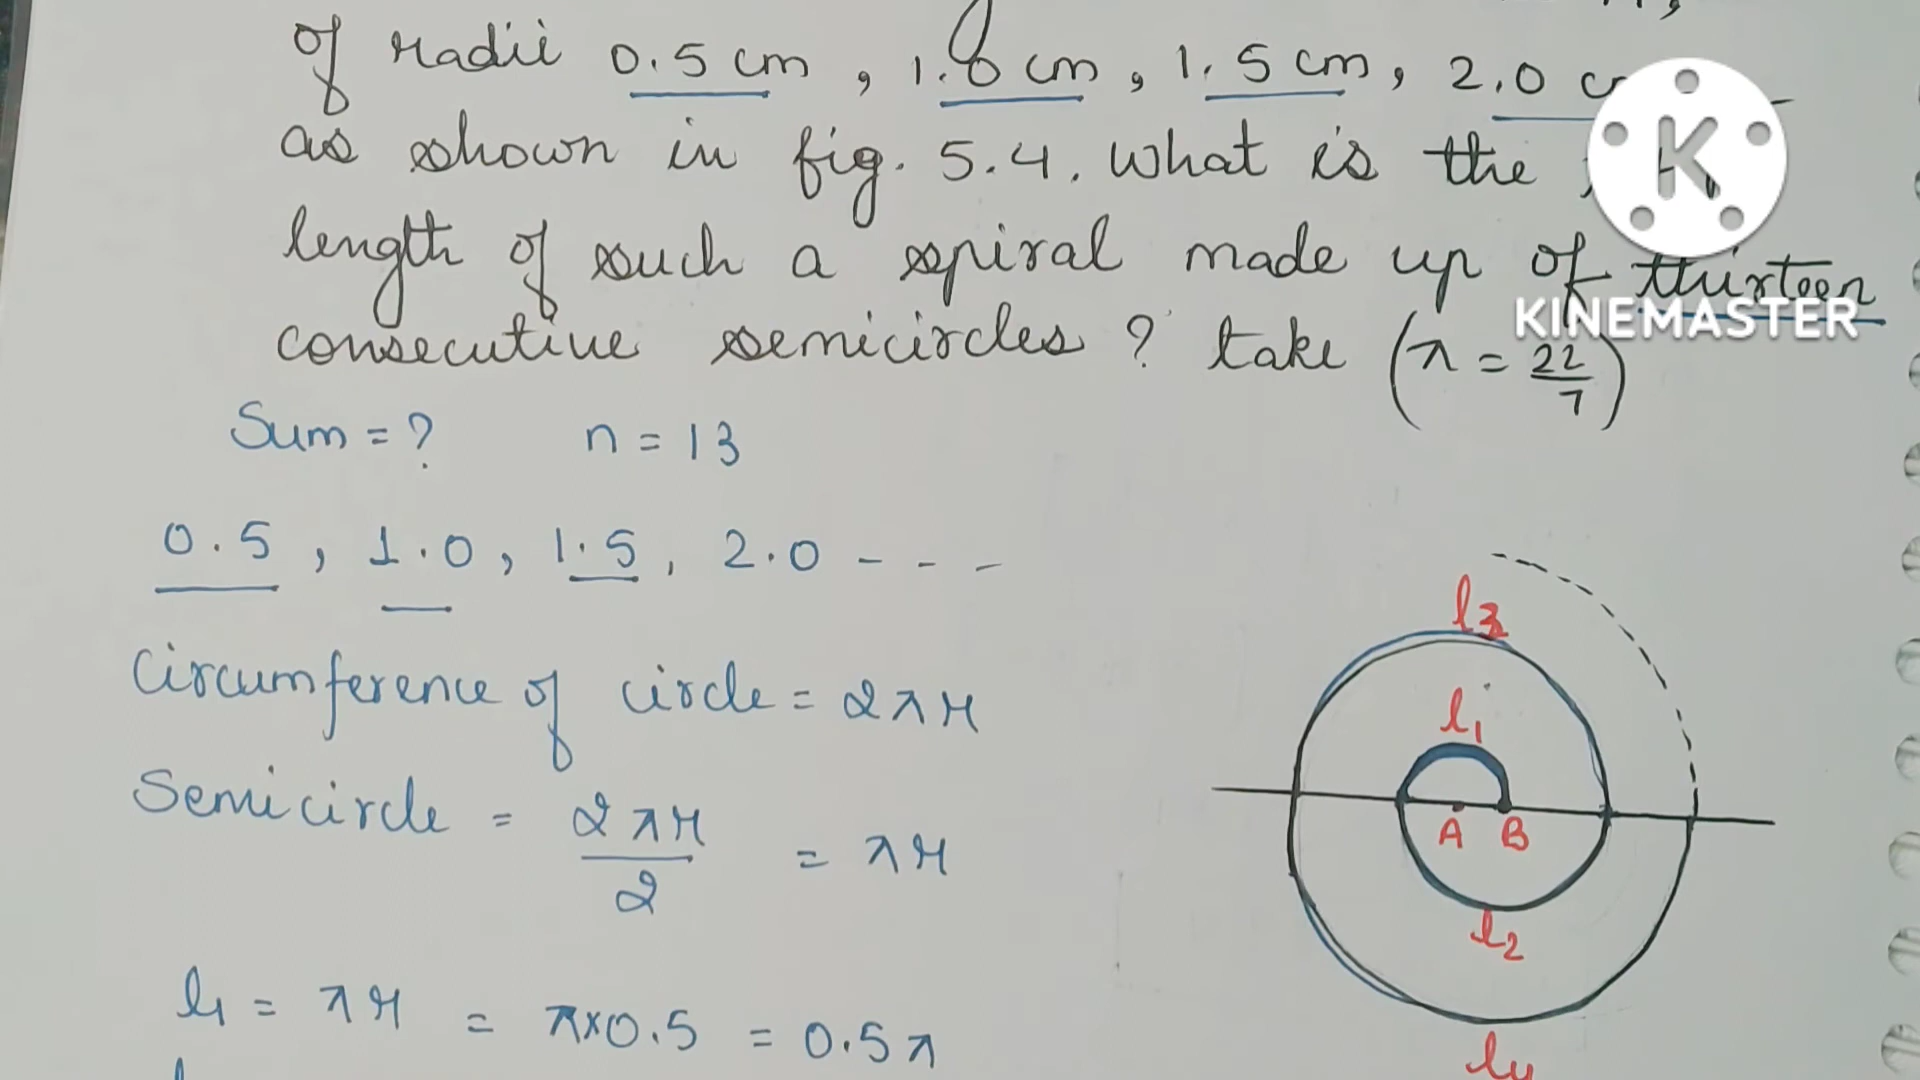 of radii 0.5 cm, 1.0 cm, 1.5 cm, 2.0
as shown in fig. 5.4. What is the
length of such a spiral made up of thirteen
consecutive semicircles? take (π = 22/7)
K
KINEMASTER
Sum = ? n = 13
0.5, 1.0, 1.5, 2.0 - - -
Circumference of circle = 2πr
Semicircle = 2πr/2 = πr
l1 = πr = π×0.5 = 0.5π
l3
l1
A B
l2
l4